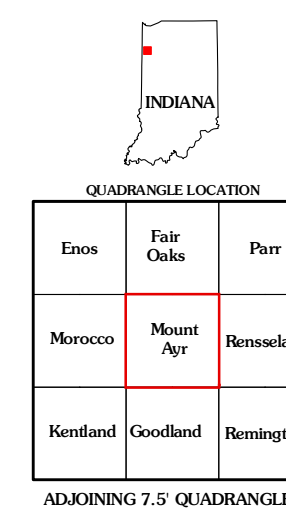 INDIANA
QUADRANGLE LOCATION
Enos
Fair
Oaks
Parr
Morocco
Mount
Ayr
Renssela
Kentland
Goodland
Remingt
ADJOINING 7.5' QUADRANGLE